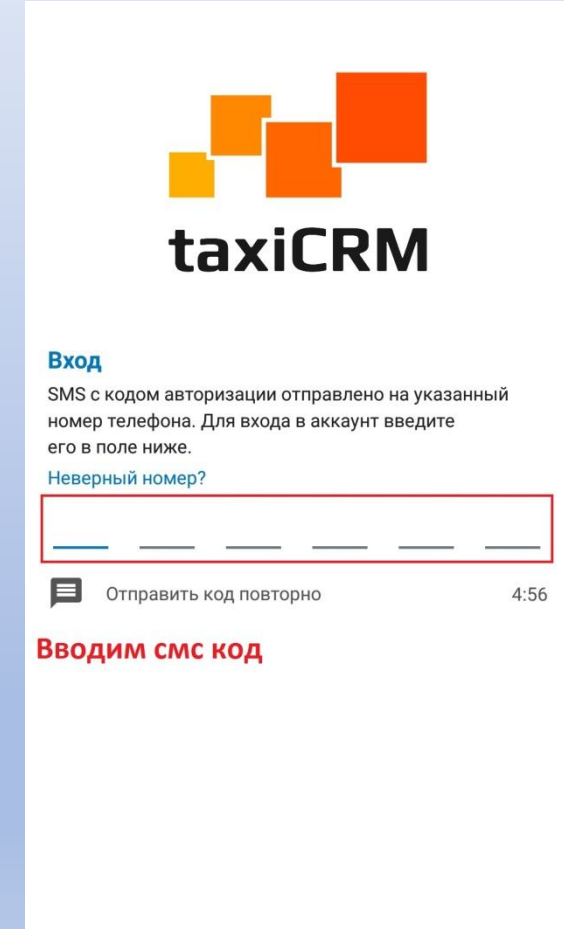 taxiCRM
Вход
SMS с кодом авторизации отправлено на указанный
номер телефона. Для входа в аккаунт введите
его в поле ниже.
Неверный номер?
Отправить код повторно 4:56
Вводим смс код